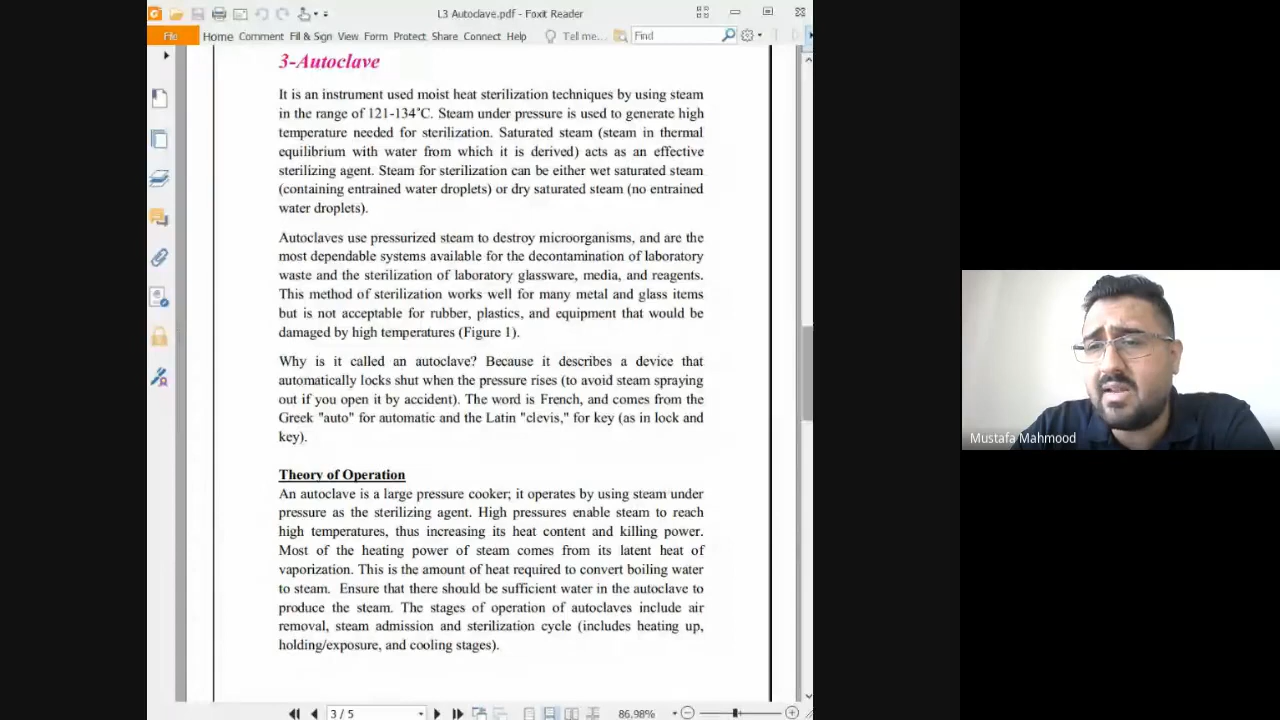 L3 Autoclave.pdf - Foxit Reader
File Home Comment Fill & Sign View Form Protect Share Connect Help Tell me... Find
3-Autoclave
It is an instrument used moist heat sterilization techniques by using steam
in the range of 121-134˚C. Steam under pressure is used to generate high
temperature needed for sterilization. Saturated steam (steam in thermal
equilibrium with water from which it is derived) acts as an effective
sterilizing agent. Steam for sterilization can be either wet saturated steam
(containing entrained water droplets) or dry saturated steam (no entrained
water droplets).
Autoclaves use pressurized steam to destroy microorganisms, and are the
most dependable systems available for the decontamination of laboratory
waste and the sterilization of laboratory glassware, media, and reagents.
This method of sterilization works well for many metal and glass items
but is not acceptable for rubber, plastics, and equipment that would be
damaged by high temperatures (Figure 1).
Why is it called an autoclave? Because it describes a device that
automatically locks shut when the pressure rises (to avoid steam spraying
out if you open it by accident). The word is French, and comes from the
Greek "auto" for automatic and the Latin "clevis," for key (as in lock and
key).
Theory of Operation
An autoclave is a large pressure cooker; it operates by using steam under
pressure as the sterilizing agent. High pressures enable steam to reach
high temperatures, thus increasing its heat content and killing power.
Most of the heating power of steam comes from its latent heat of
vaporization. This is the amount of heat required to convert boiling water
to steam. Ensure that there should be sufficient water in the autoclave to
produce the steam. The stages of operation of autoclaves include air
removal, steam admission and sterilization cycle (includes heating up,
holding/exposure, and cooling stages).
3 / 5
86.98%
Mustafa Mahmood